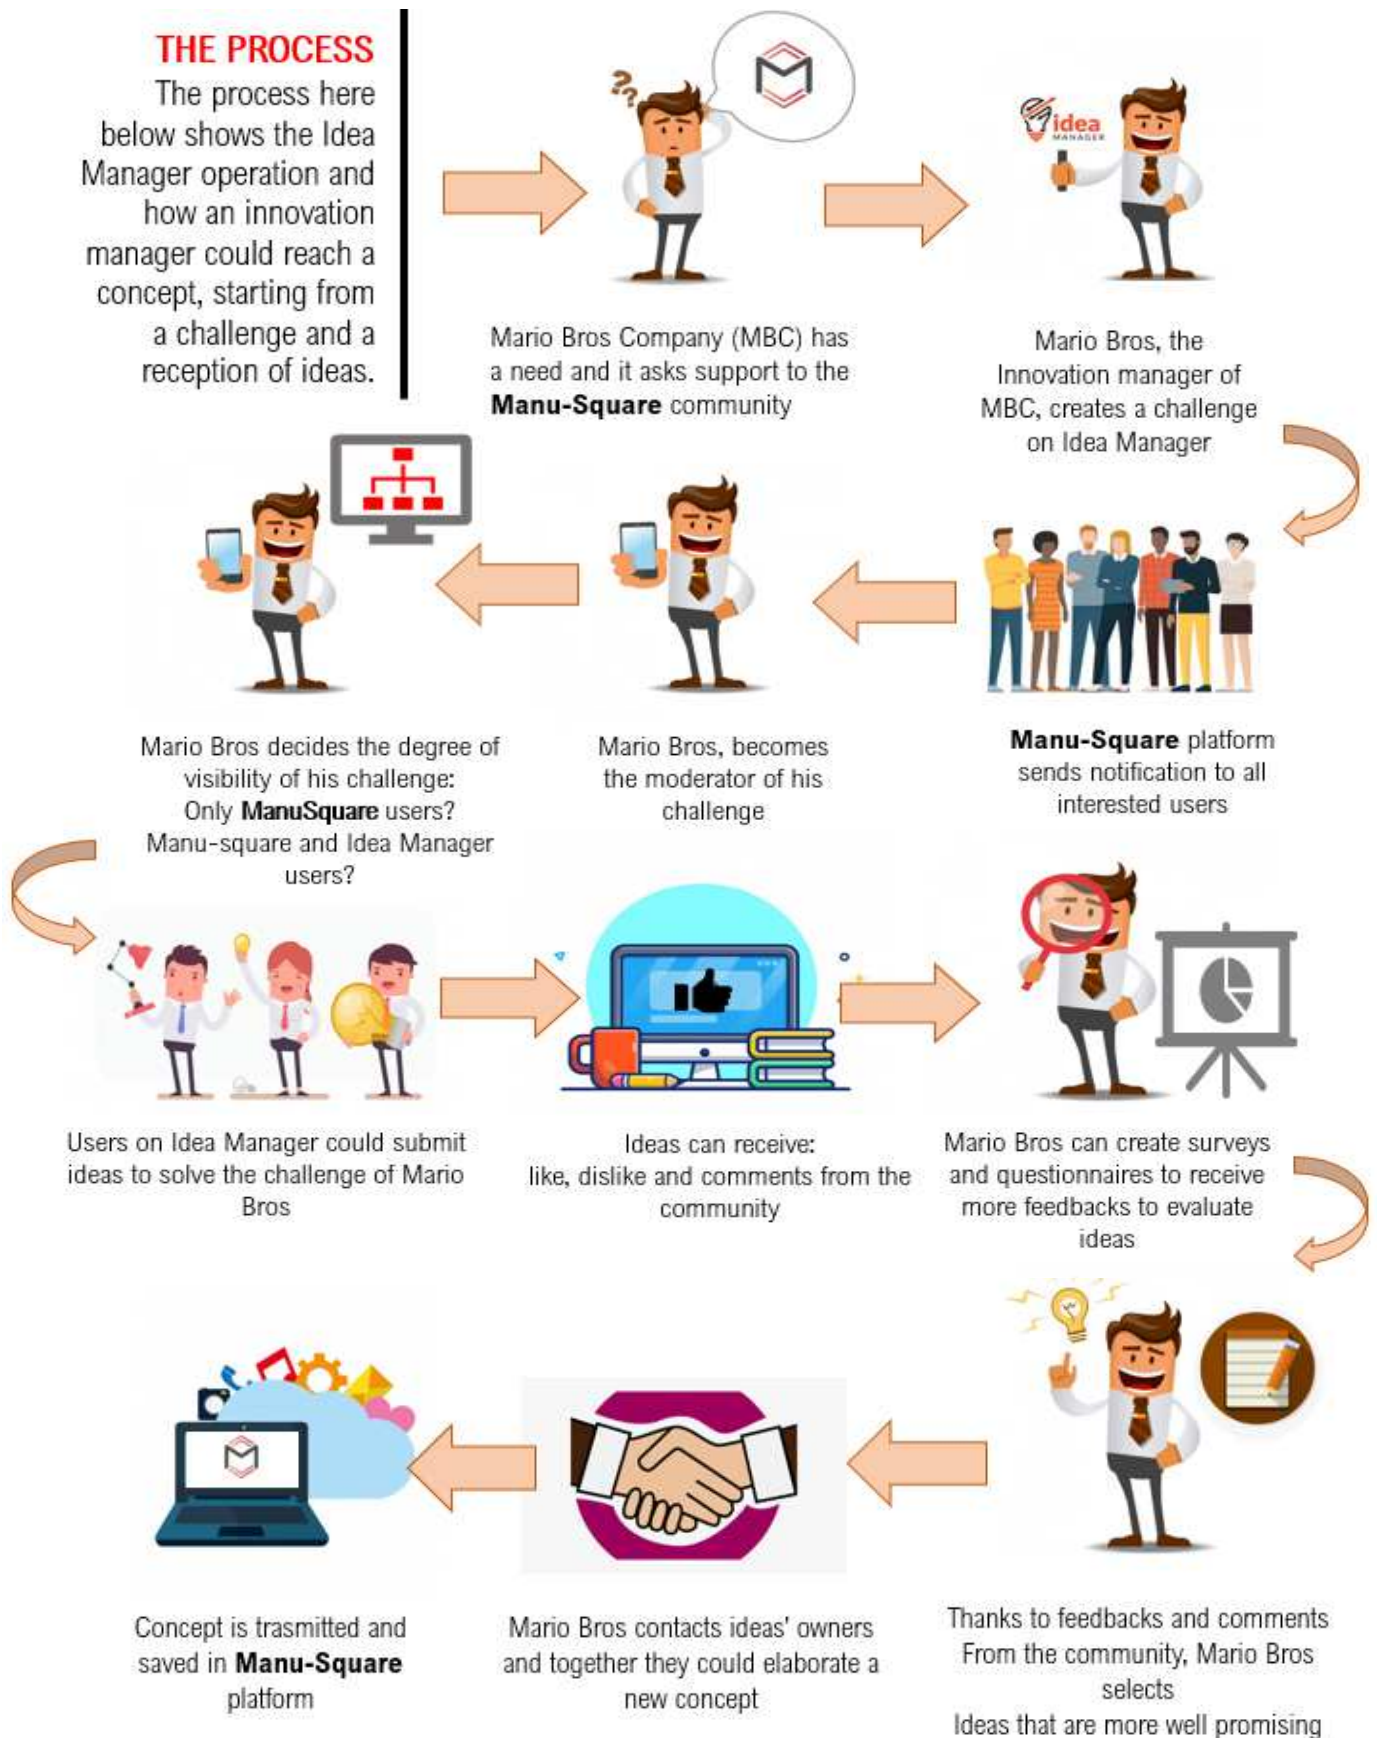 THE PROCESS
The process here
below shows the Idea
Manager operation and
how an innovation
manager could reach a
concept, starting from
a challenge and a
reception of ideas.
??
idea
MANAGER
Mario Bros Company (MBC) has
a need and it asks support to the
Manu-Square community
Mario Bros, the
Innovation manager of
MBC, creates a challenge
on Idea Manager
Manu-Square platform
sends notification to all
interested users
Mario Bros, becomes
the moderator of his
challenge
Mario Bros decides the degree of
visibility of his challenge:
Only ManuSquare users?
Manu-square and Idea Manager
users?
Users on Idea Manager could submit
ideas to solve the challenge of Mario
Bros
Ideas can receive:
like, dislike and comments from the
community
Mario Bros can create surveys
and questionnaires to receive
more feedbacks to evaluate
ideas
Thanks to feedbacks and comments
From the community, Mario Bros
selects
Ideas that are more well promising
Mario Bros contacts ideas' owners
and together they could elaborate a
new concept
Concept is trasmitted and
saved in Manu-Square
platform